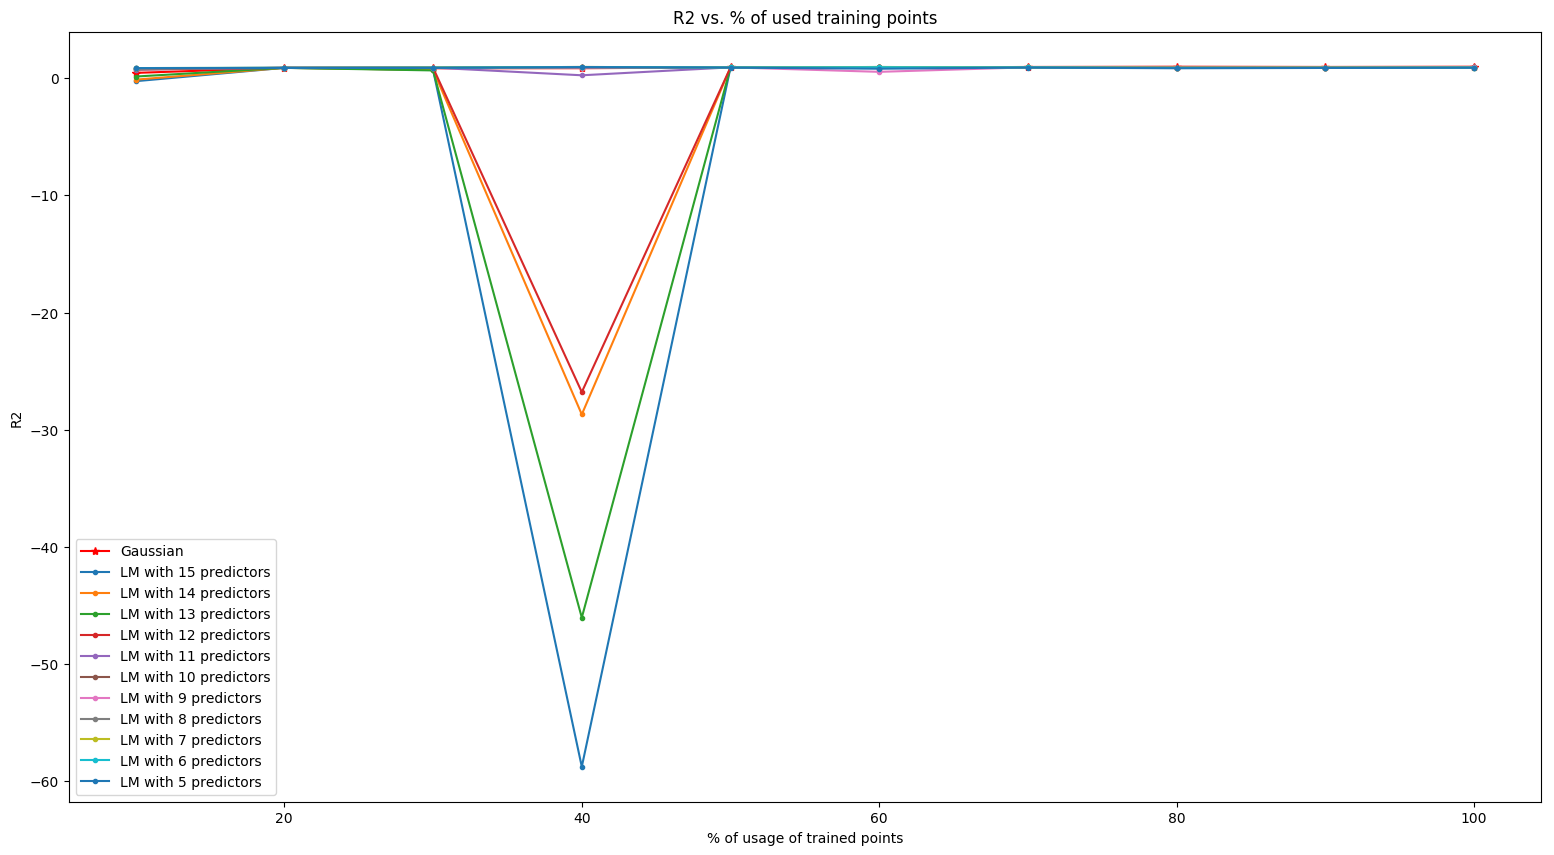 R2 vs. % of used training points
0
−10
−20
−30
−40
−50
−60
R2
Gaussian
LM with 15 predictors
LM with 14 predictors
LM with 13 predictors
LM with 12 predictors
LM with 11 predictors
LM with 10 predictors
LM with 9 predictors
LM with 8 predictors
LM with 7 predictors
LM with 6 predictors
LM with 5 predictors
20 40 60 80 100
% of usage of trained points